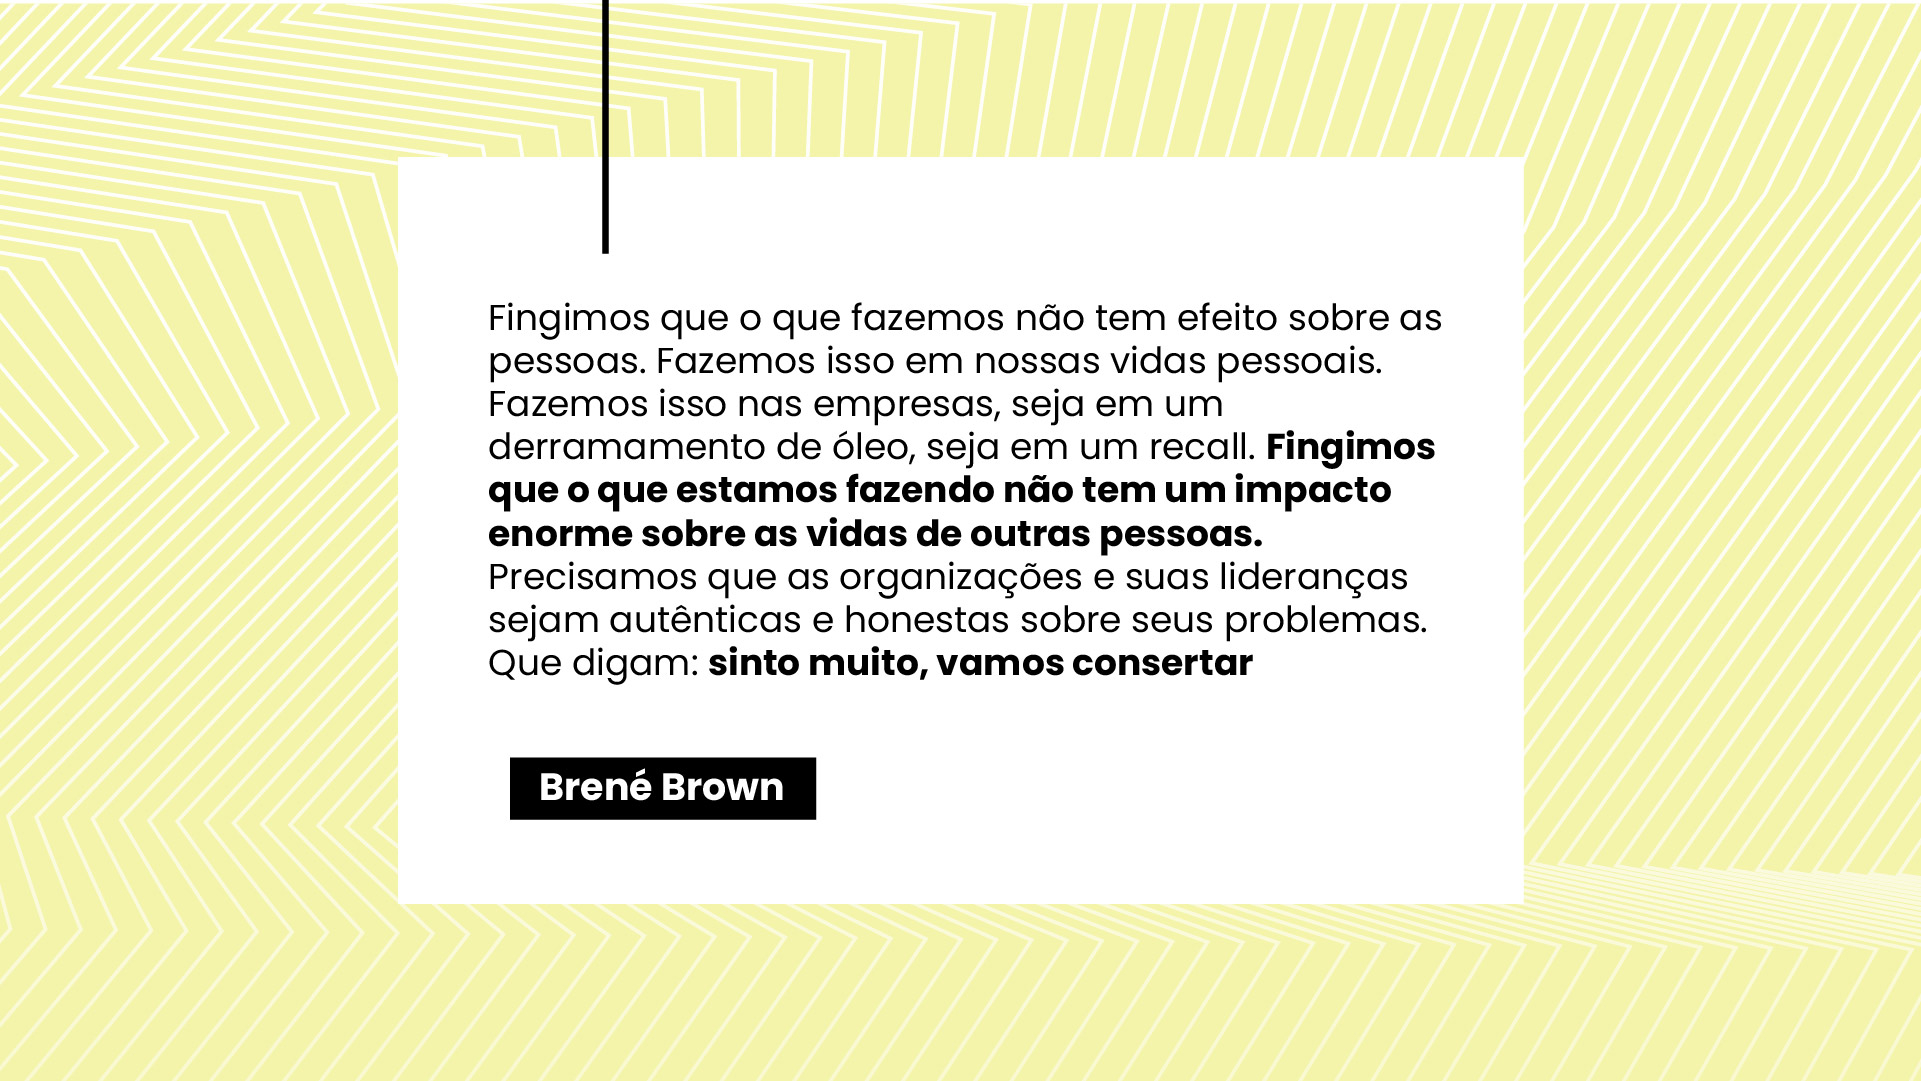 Fingimos que o que fazemos não tem efeito sobre as
pessoas. Fazemos isso em nossas vidas pessoais.
Fazemos isso nas empresas, seja em um
derramamento de óleo, seja em um recall. Fingimos
que o que estamos fazendo não tem um impacto
enorme sobre as vidas de outras pessoas.
Precisamos que as organizações e suas lideranças
sejam autênticas e honestas sobre seus problemas.
Que digam: sinto muito, vamos consertar
Brené Brown